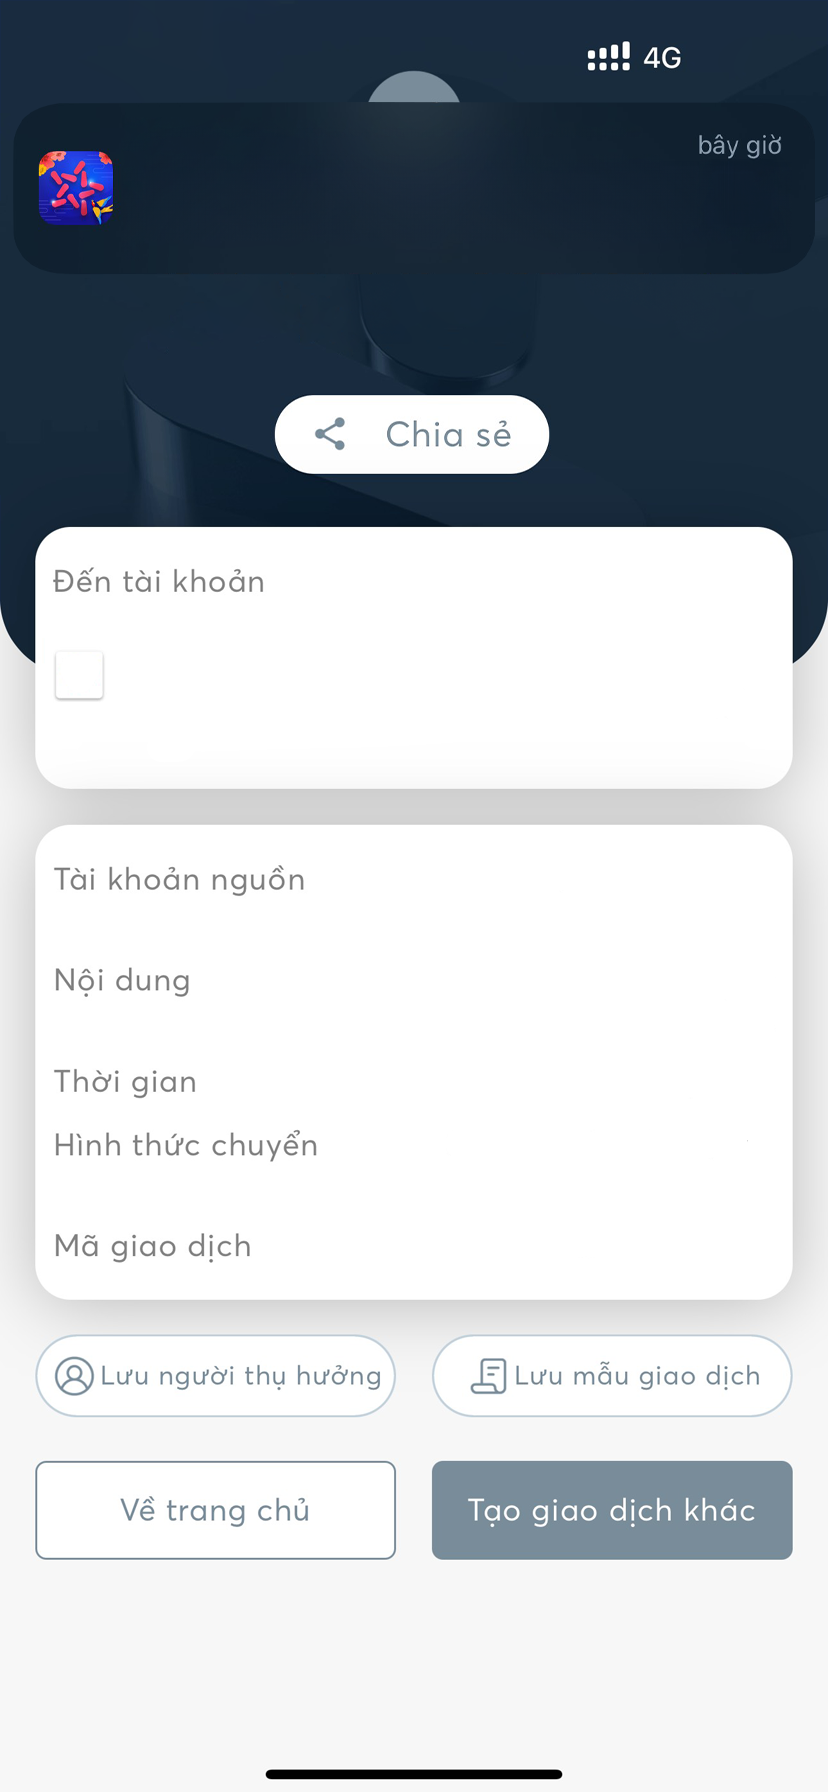 4G
bây giờ
Chia sẻ
Đến tài khoản
Tài khoản nguồn
Nội dung
Thời gian
Hình thức chuyển
Mã giao dịch
Lưu người thụ hưởng
Lưu mẫu giao dịch
Về trang chủ
Tạo giao dịch khác